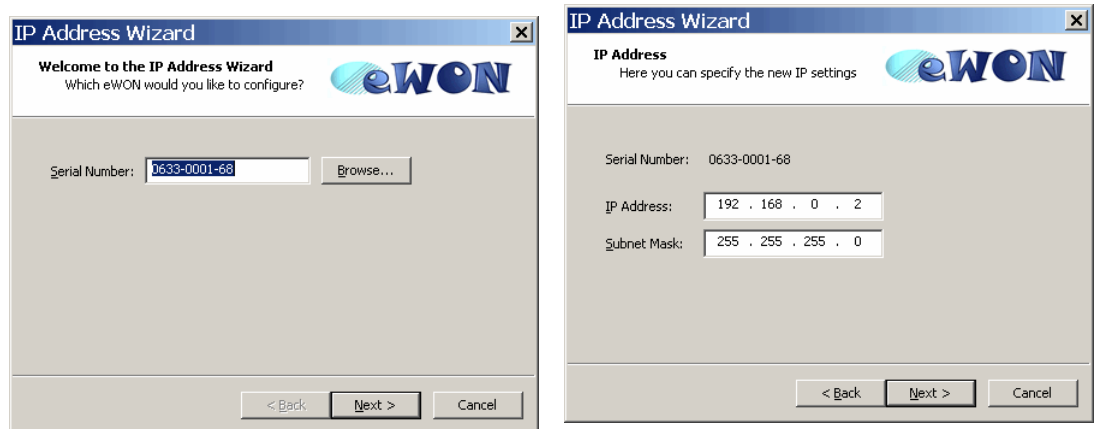 IP Address Wizard
Welcome to the IP Address Wizard
Which eWON would you like to configure?
eWON
Serial Number: 0633-0001-68 Browse...
< Back Next > Cancel
IP Address Wizard
IP Address
Here you can specify the new IP settings
eWON
Serial Number: 0633-0001-68
IP Address: 192 . 168 . 0 . 2
Subnet Mask: 255 . 255 . 255 . 0
< Back Next > Cancel